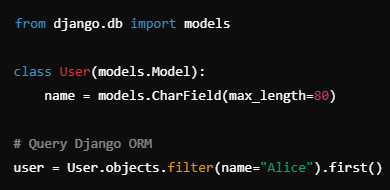 from django.db import models
class User(models.Model):
    name = models.CharField(max_length=80)
# Query Django ORM
user = User.objects.filter(name="Alice").first()